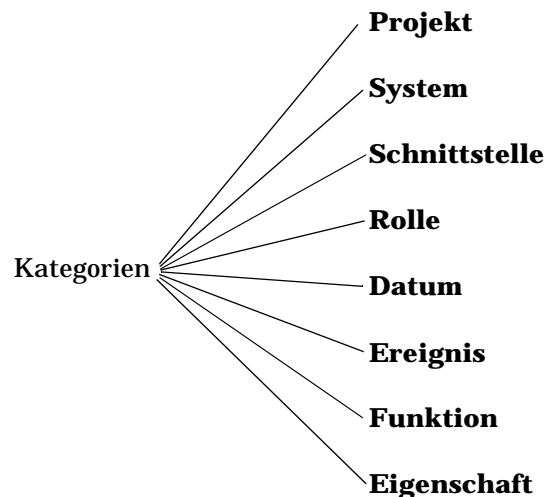 Projekt
System
Schnittstelle
Rolle
Kategorien
Datum
Ereignis
Funktion
Eigenschaft